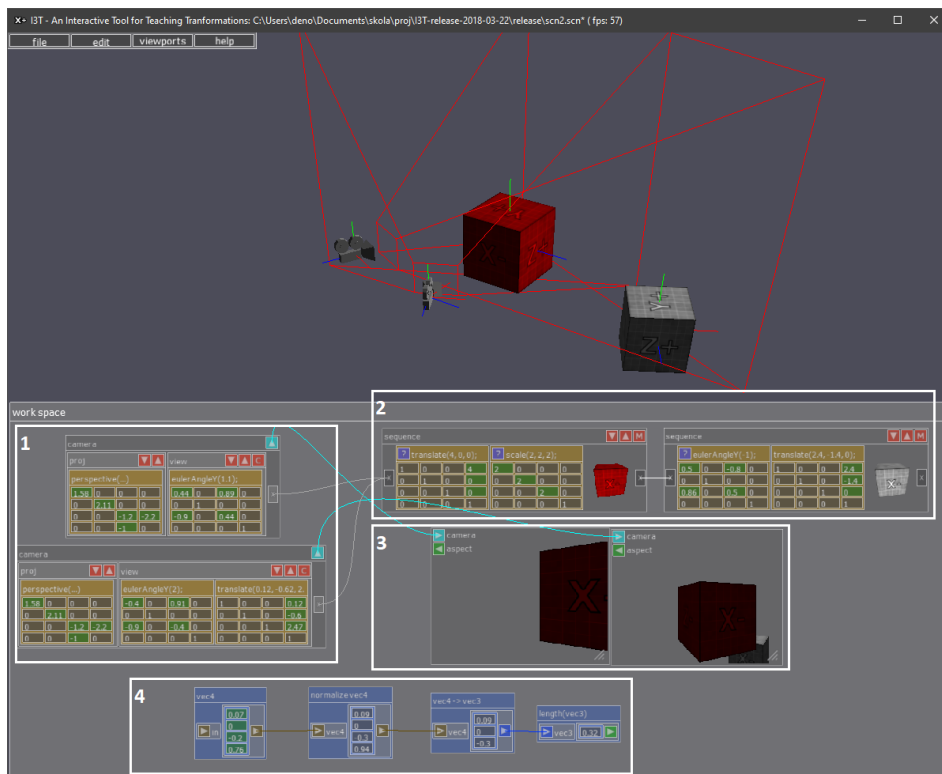 I3T - An Interactive Tool for Teaching Tranformations: C:\Users\deno\Documents\skola\proj\I3T-release-2018-03-22\release\scn2.scn* ( fps: 57)
file edit viewports help
X
Y+
Z+
work space
1
camera
proj view
perspective(...) eulerAngleY(1.1);
1.58 0 0 0 0.44 0 0.89 0
0 2.11 0 0 0 1 0 0
0 0 -1.2 -2.2 -0.9 0 0.44 0
0 0 -1 0 0 0 0 1
camera
proj view
perspective(...) eulerAngleY(2); translate(0.12, -0.62, 2.
1.58 0 0 0 -0.4 0 0.91 0 1 0 0 0.12
0 2.11 0 0 0 1 0 0 0 1 0 -0.6
0 0 -1.2 -2.2 -0.9 0 -0.4 0 0 0 1 2.47
0 0 -1 0 0 0 0 1 0 0 0 1
2
sequence M
? translate(4, 0, 0); ? scale(2, 2, 2);
1 0 0 4 2 0 0 0
0 1 0 0 0 2 0 0
0 0 1 0 0 0 2 0
0 0 0 1 0 0 0 1
sequence M
? eulerAngleY(-1); translate(2.4, -1.4, 0);
0.5 0 -0.8 0 1 0 0 2.4
0 1 0 0 0 1 0 -1.4
0.86 0 0.5 0 0 0 1 0
0 0 0 1 0 0 0 1
3
camera
aspect
X
camera
aspect
X
4
vec4
in
0.07
0
-0.2
0.76
normalize vec4
vec4
0.09
0
-0.3
0.94
vec4 -> vec3
vec4
0.09
0
-0.3
length(vec3)
vec3 0.32